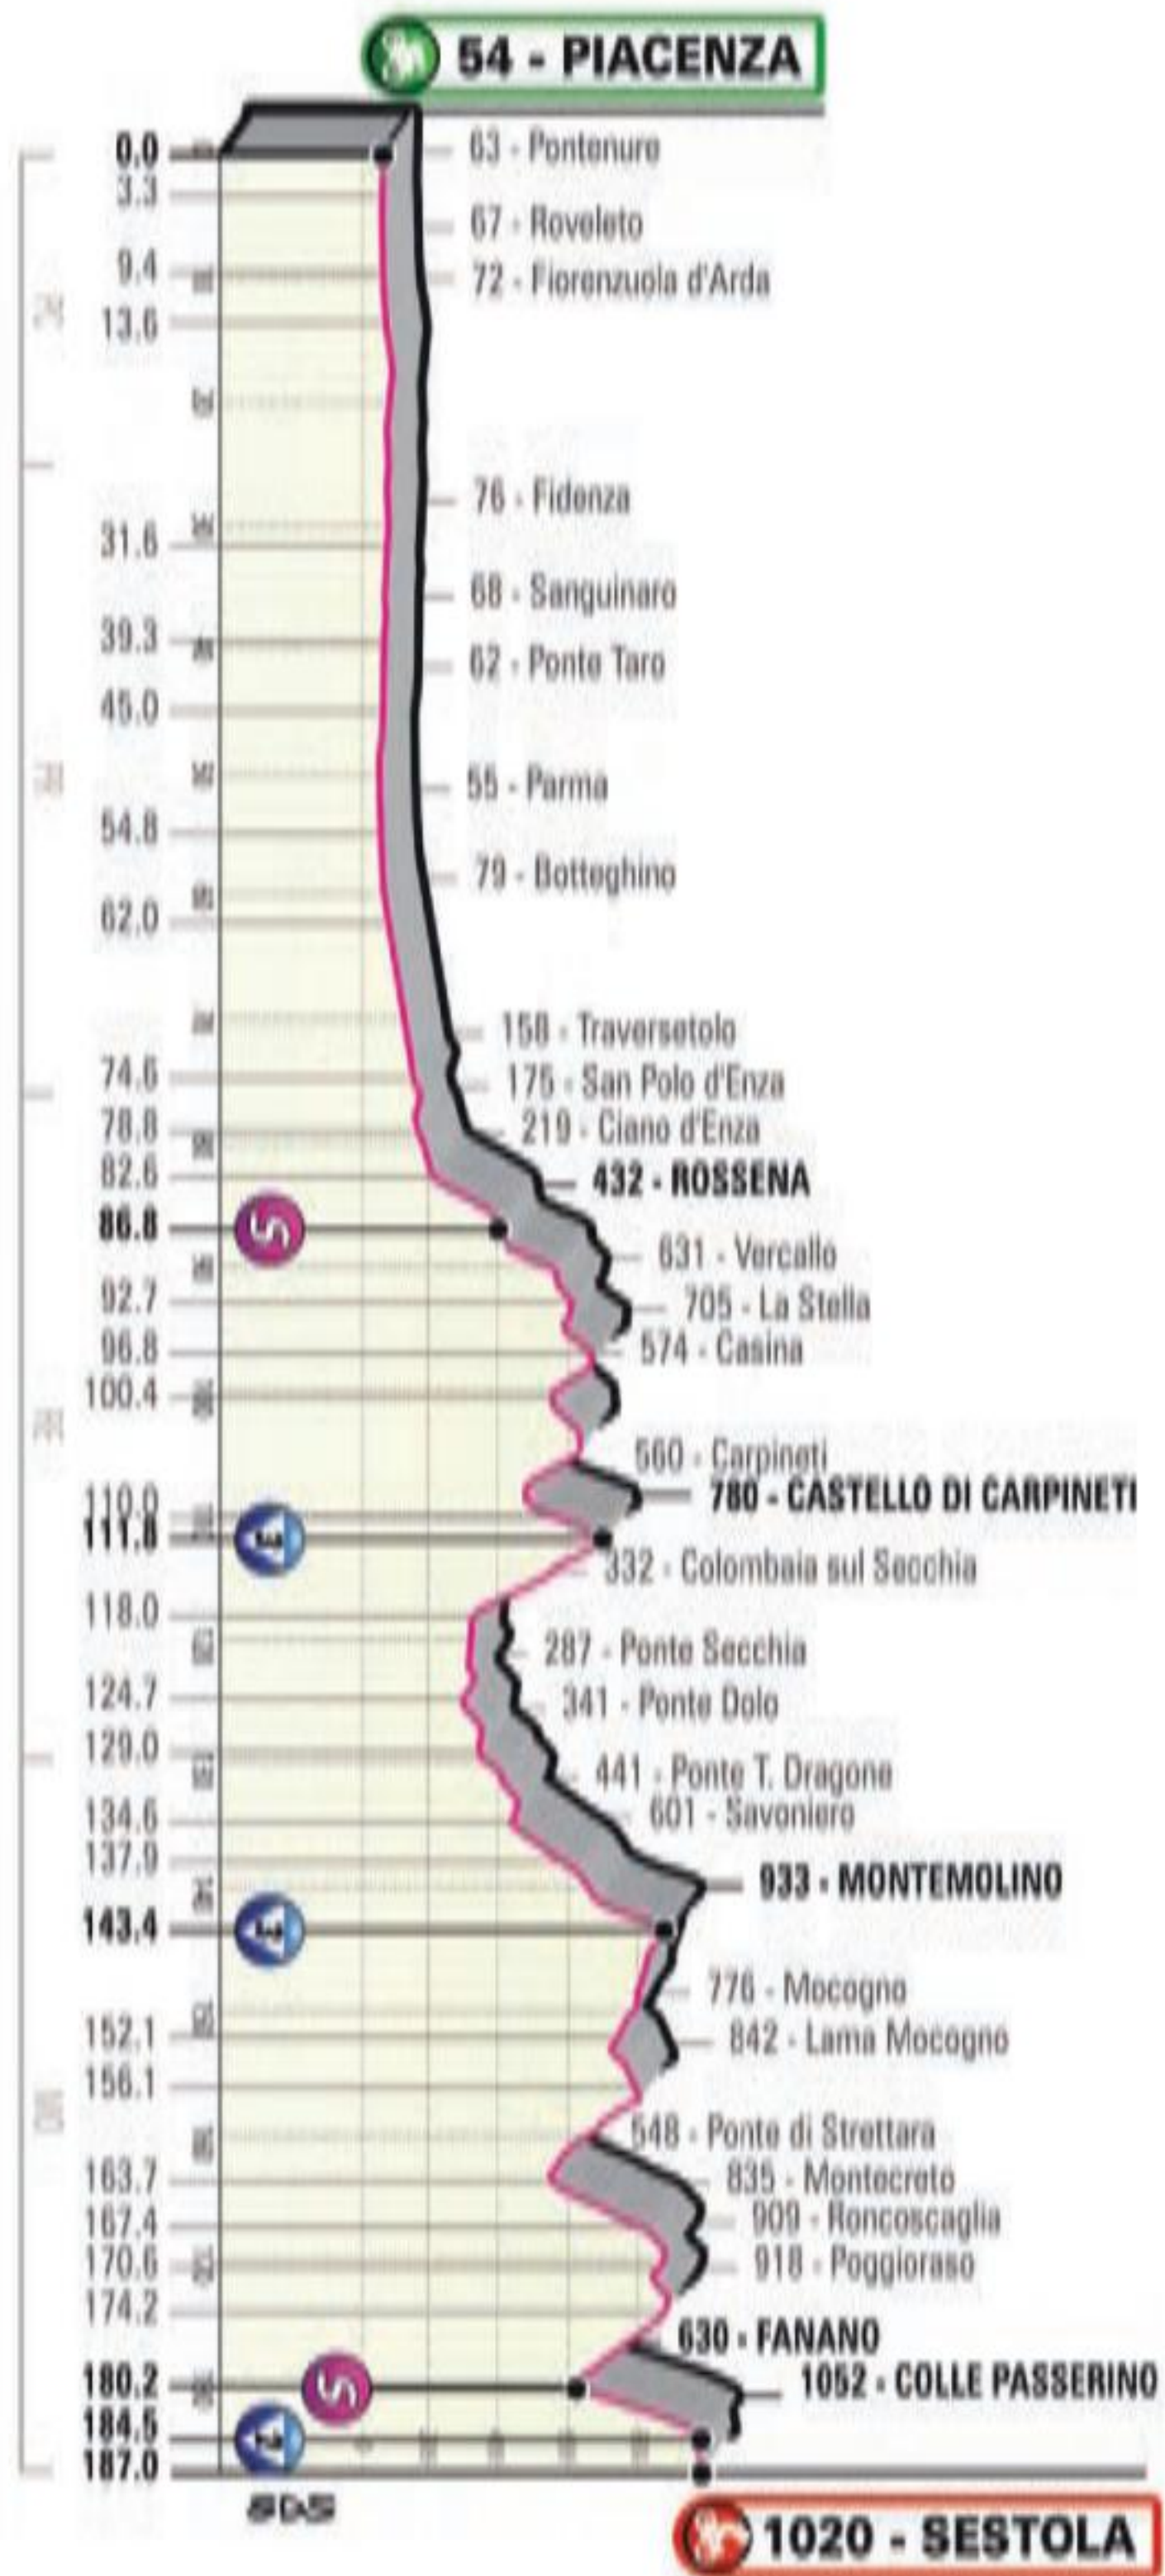 54 - PIACENZA
0.0
63 - Pontenure
3.3
67 - Roveleto
9.4
72 - Fiorenzuola d'Arda
13.6
76 - Fidenza
31.6
68 - Sanguinaro
39.3
62 - Ponte Taro
45.0
55 - Parma
54.8
79 - Botteghino
62.0
158 - Traversetolo
74.6
175 - San Polo d'Enza
78.8
219 - Ciano d'Enza
82.6
432 - ROSSENA
86.8
S
631 - Vercallo
92.7
705 - La Stella
96.8
574 - Casina
100.4
560 - Carpineti
110.0
780 - CASTELLO DI CARPINETI
111.8
3
332 - Colombaia sul Secchia
118.0
287 - Ponte Secchia
124.7
341 - Ponte Dolo
129.0
441 - Ponte T. Dragone
134.6
601 - Savoniero
137.9
933 - MONTEMOLINO
143.4
3
776 - Mocogno
152.1
842 - Lama Mocogno
156.1
548 - Ponte di Strettara
163.7
835 - Montecreto
167.4
909 - Roncoscaglia
170.6
918 - Poggioraso
174.2
630 - FANANO
180.2
S
1052 - COLLE PASSERINO
184.5
2
187.0
SDS
1020 - SESTOLA